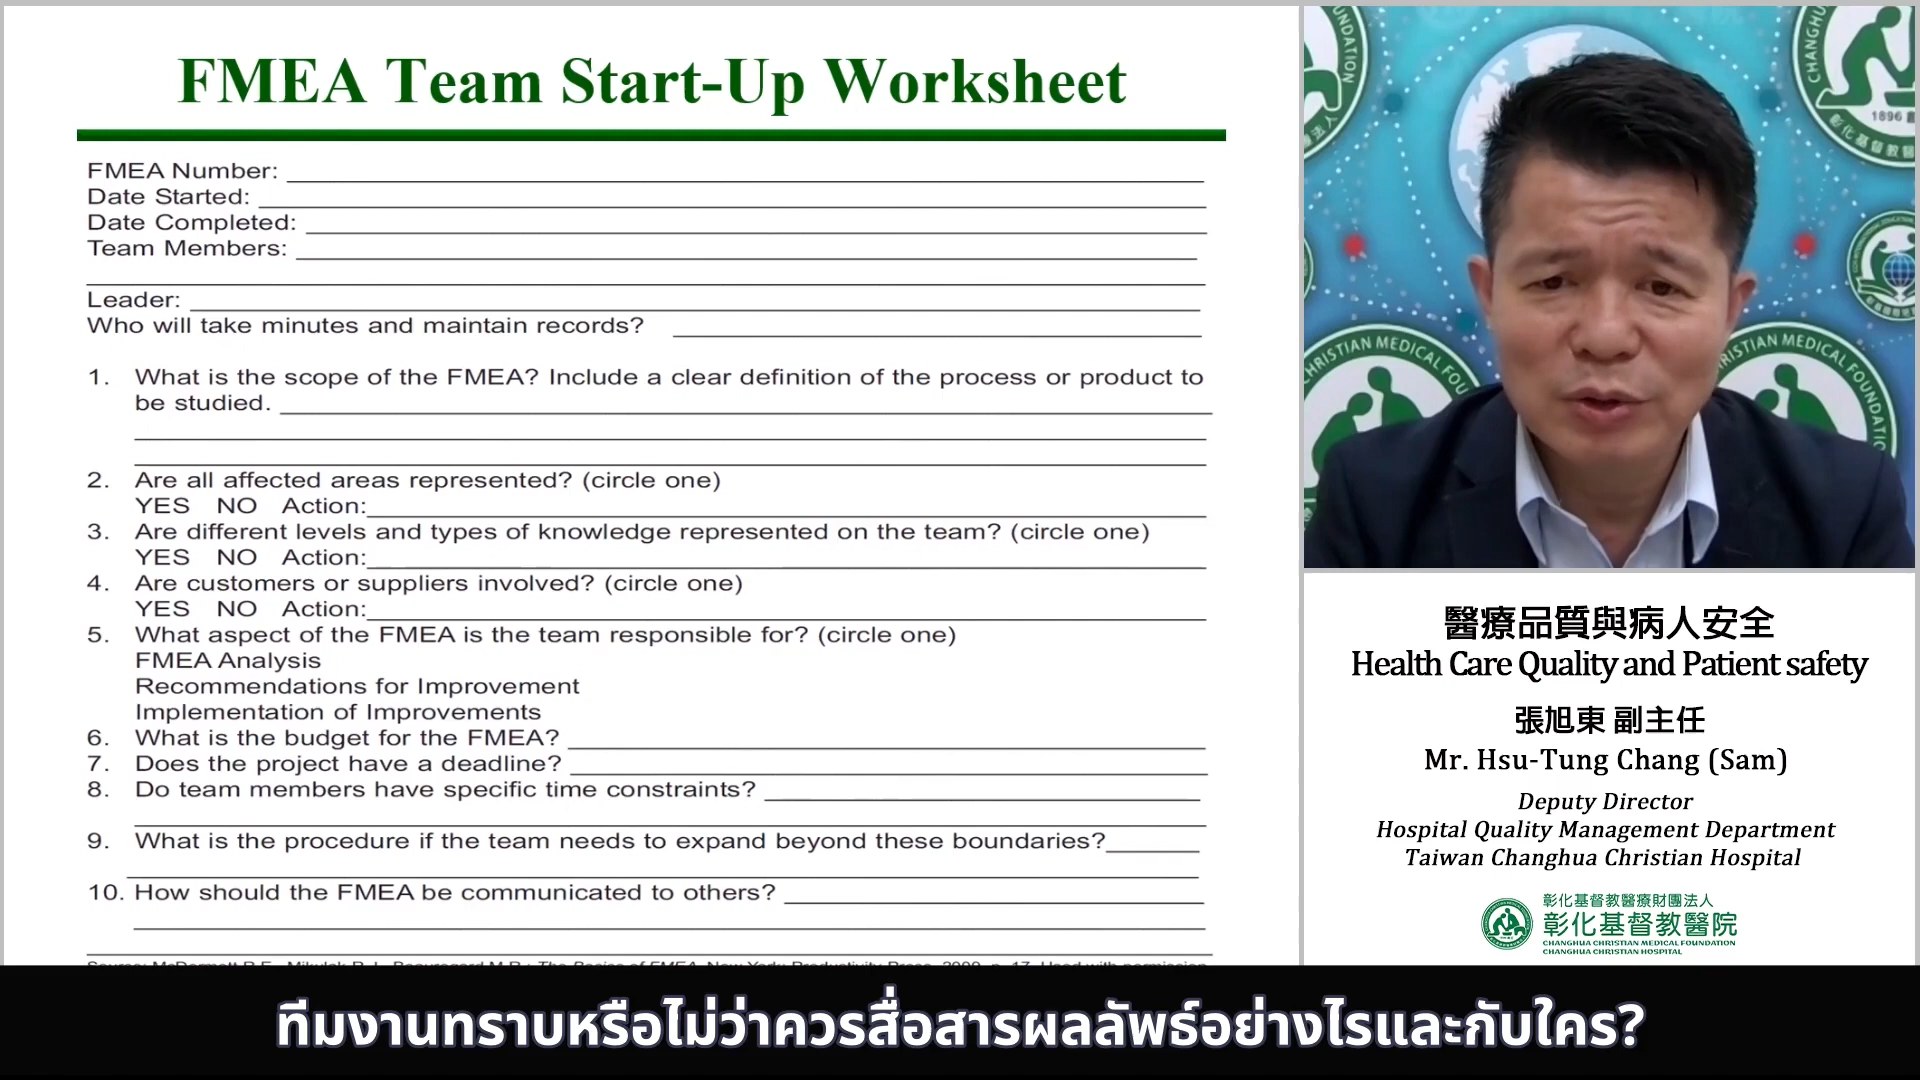 FMEA Team Start-Up Worksheet
FMEA Number:
Date Started:
Date Completed:
Team Members:
Leader:
Who will take minutes and maintain records?
1. What is the scope of the FMEA? Include a clear definition of the process or product to
be studied.
2. Are all affected areas represented? (circle one)
YES NO Action:
3. Are different levels and types of knowledge represented on the team? (circle one)
YES NO Action:
4. Are customers or suppliers involved? (circle one)
YES NO Action:
5. What aspect of the FMEA is the team responsible for? (circle one)
FMEA Analysis
Recommendations for Improvement
Implementation of Improvements
6. What is the budget for the FMEA?
7. Does the project have a deadline?
8. Do team members have specific time constraints?
9. What is the procedure if the team needs to expand beyond these boundaries?
10. How should the FMEA be communicated to others?
CHRISTIAN MEDICAL FOUNDATION
1896
醫療品質與病人安全
Health Care Quality and Patient safety
張旭東 副主任
Mr. Hsu-Tung Chang (Sam)
Deputy Director
Hospital Quality Management Department
Taiwan Changhua Christian Hospital
彰化基督教醫療財團法人
彰化基督教醫院
CHANGHUA CHRISTIAN MEDICAL FOUNDATION
CHANGHUA CHRISTIAN HOSPITAL
ทีมงานทราบหรือไม่ว่าควรสื่อสารผลลัพธ์อย่างไรและกับใคร?